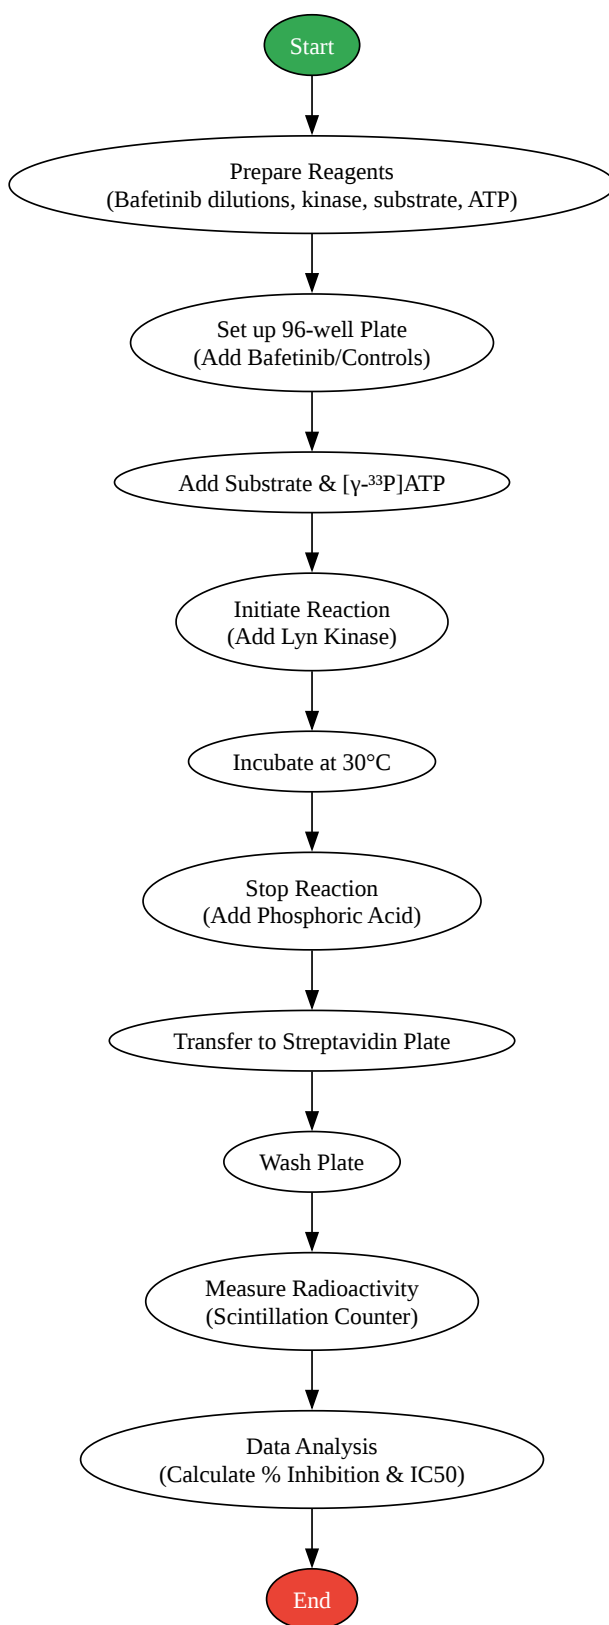 Start
Prepare Reagents
(Bafetinib dilutions, kinase, substrate, ATP)
Set up 96-well Plate
(Add Bafetinib/Controls)
Add Substrate & [γ-³³P]ATP
Initiate Reaction
(Add Lyn Kinase)
Incubate at 30°C
Stop Reaction
(Add Phosphoric Acid)
Transfer to Streptavidin Plate
Wash Plate
Measure Radioactivity
(Scintillation Counter)
Data Analysis
(Calculate % Inhibition & IC50)
End